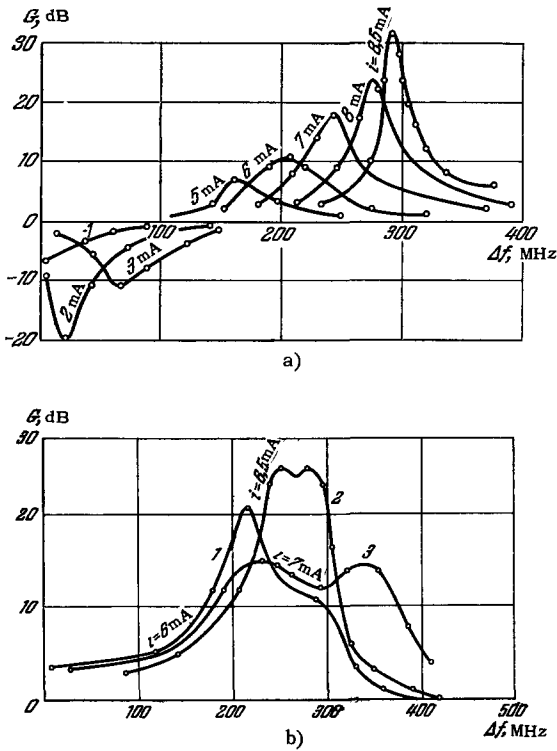 G, dB
30
20
10
0
-10
-20
100
200
300
400
Δf, MHz
1
2 mA
3 mA
5 mA
6 mA
7 mA
8 mA
i=8,5mA
a)
G, dB
30
20
10
0
100
200
300
400
500
Δf, MHz
i=6mA
1
i=6,5mA
2
i=7mA
3
b)